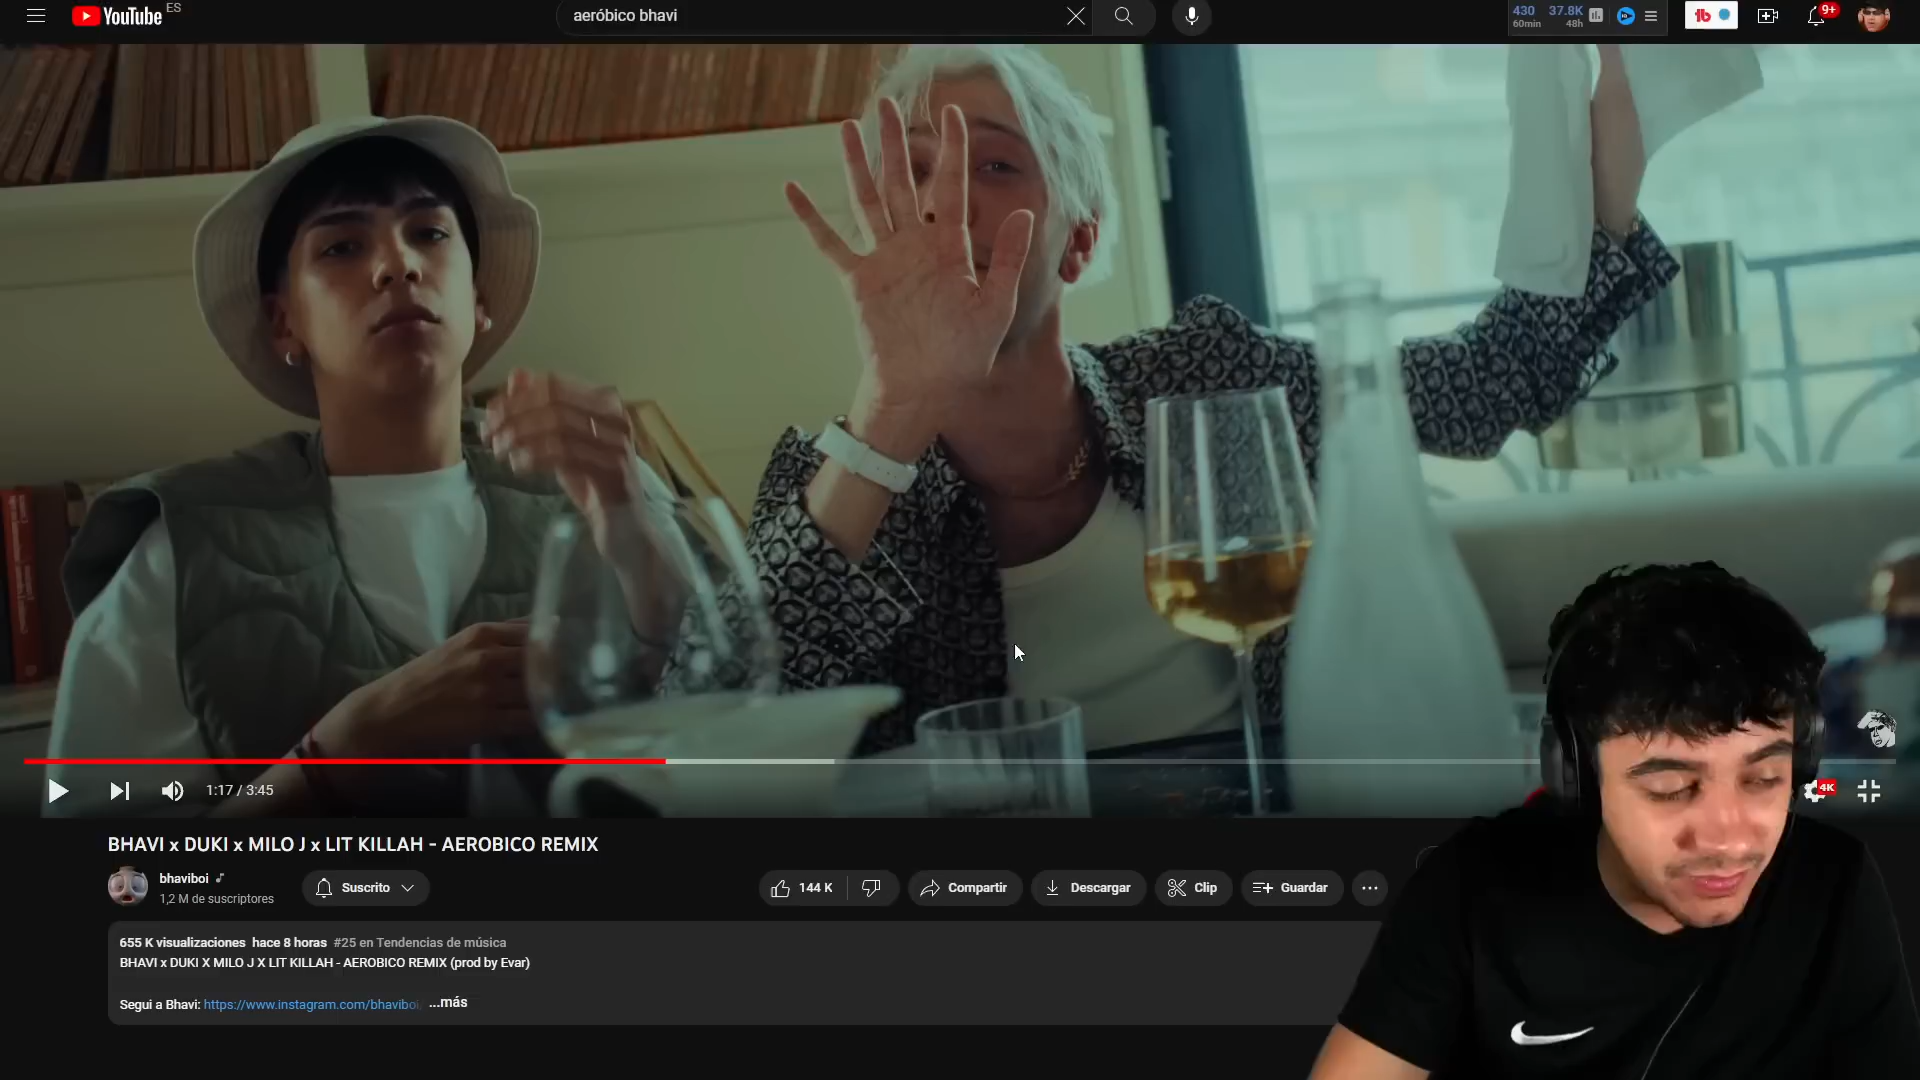 YouTube ES
aeróbico bhavi
430 37.8K
60min 48h
9+
1:17 / 3:45
4K
BHAVI x DUKI x MILO J x LIT KILLAH - AEROBICO REMIX
bhaviboi
1,2 M de suscriptores
Suscrito
144 K
Compartir
Descargar
Clip
Guardar
655 K visualizaciones hace 8 horas #25 en Tendencias de música
BHAVI x DUKI X MILO J X LIT KILLAH - AEROBICO REMIX (prod by Evar)
Segui a Bhavi: https://www.instagram.com/bhaviboi ...más